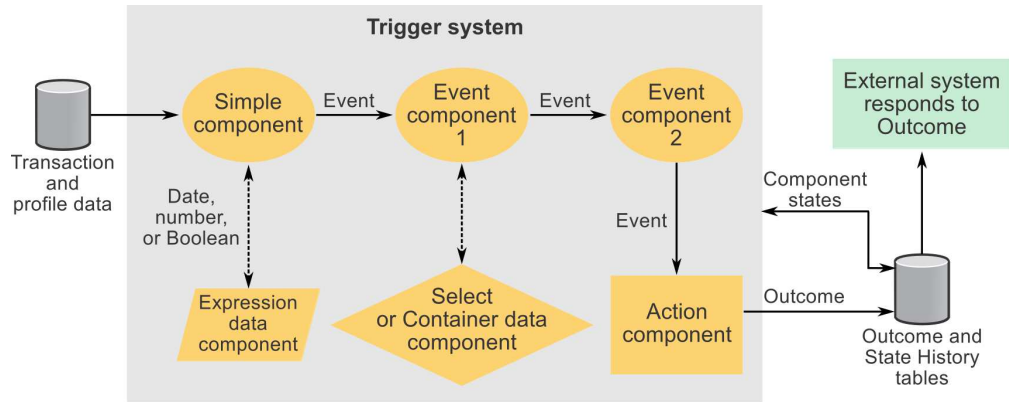 Trigger system
Transaction
and
profile data
Simple
component
Event
Event
component
1
Event
Event
component
2
External system
responds to
Outcome
Date,
number,
or Boolean
Event
Component
states
Expression
data
component
Select
or Container data
component
Action
component
Outcome
Outcome and
State History
tables